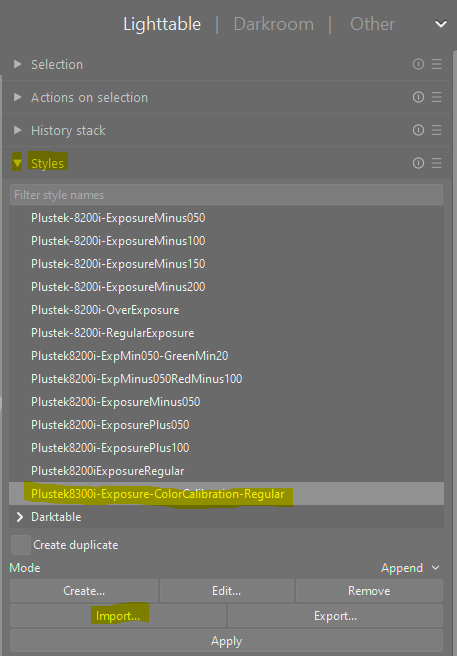 Lighttable | Darkroom | Other
Selection
Actions on selection
History stack
Styles
Filter style names
Plustek-8200i-ExposureMinus050
Plustek-8200i-ExposureMinus100
Plustek-8200i-ExposureMinus150
Plustek-8200i-ExposureMinus200
Plustek-8200i-OverExposure
Plustek-8200i-RegularExposure
Plustek8200i-ExpMin050-GreenMin20
Plustek8200i-ExpMinus050RedMinus100
Plustek8200i-ExposureMinus050
Plustek8200i-ExposurePlus050
Plustek8200i-ExposurePlus100
Plustek8200iExposureRegular
Plustek8300i-Exposure-ColorCalibration-Regular
Darktable
Create duplicate
Mode Append
Create... Edit... Remove
Import... Export...
Apply